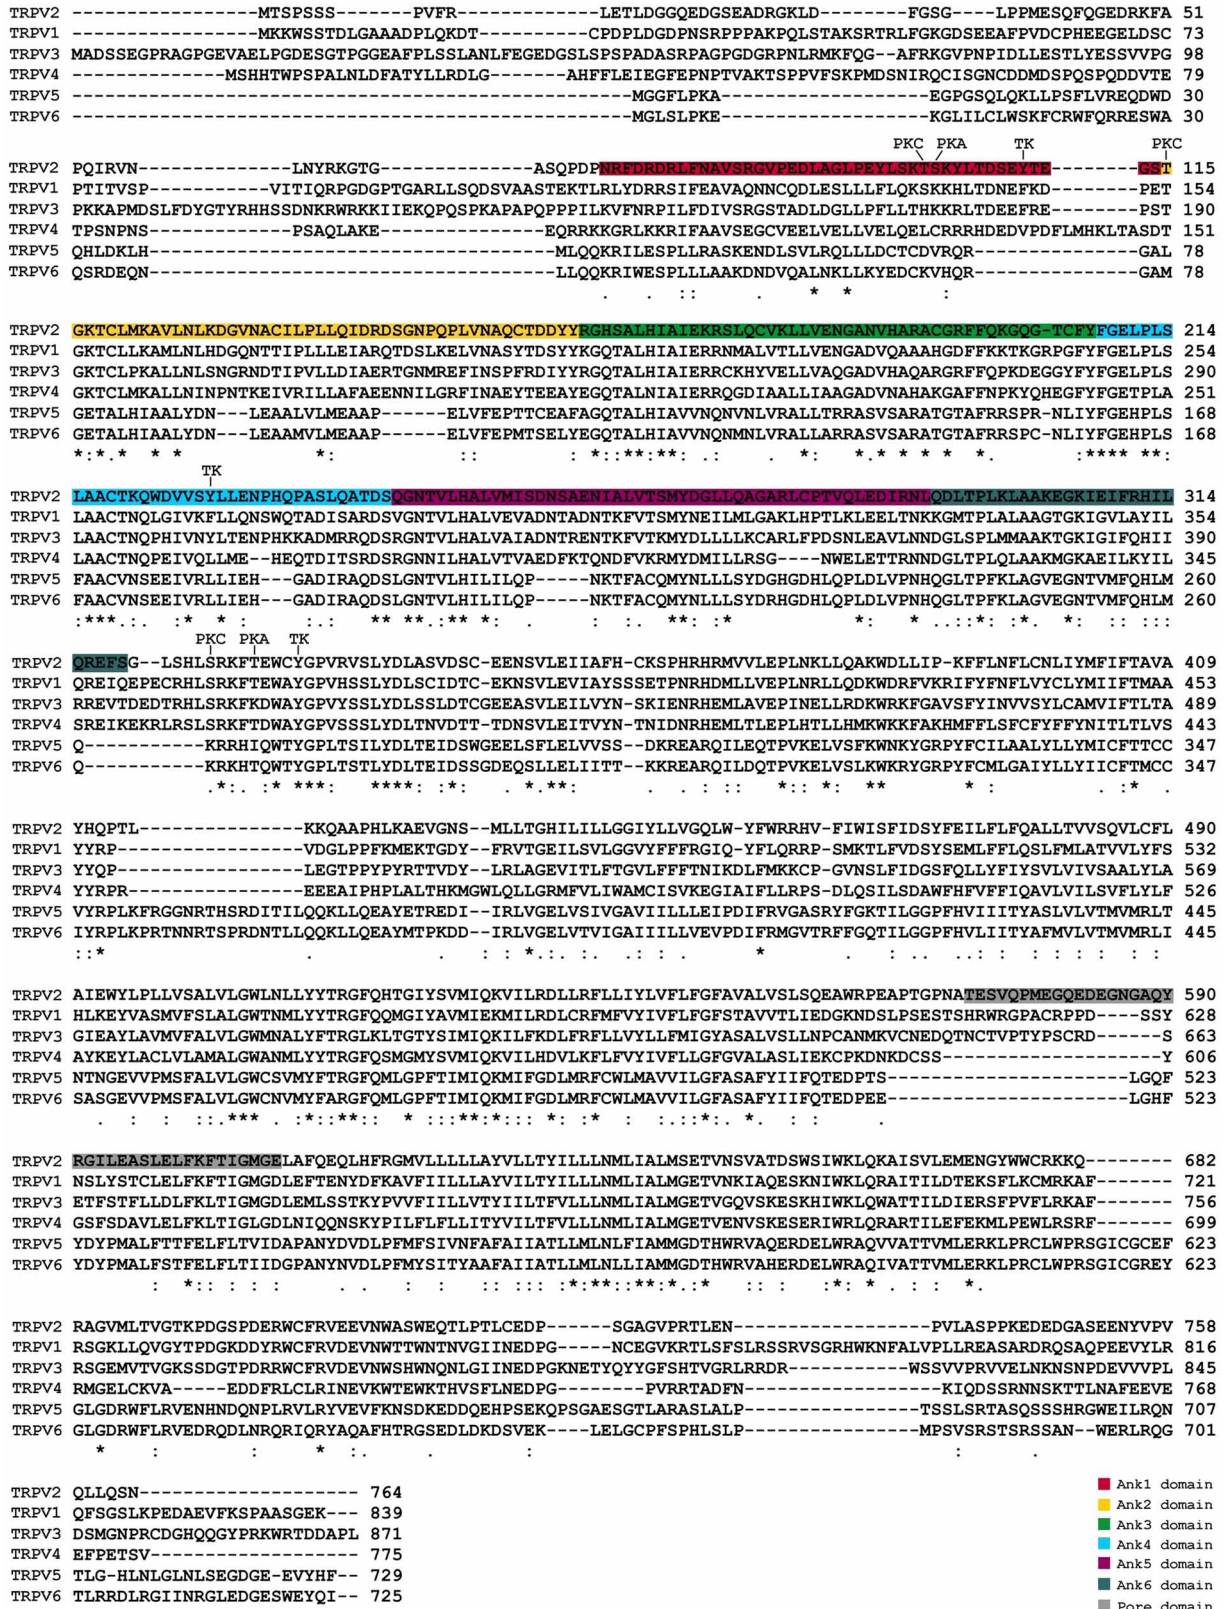 TRPV2 -----------------MTSPSSS-------PVFR-------------LETLDGGQEDGSEADRGKLD--------FGSG---LPPMESQFQGEDRKFA 51
TRPV1 -----------------MKKWSSTDLGAAADPLQKDT----------CPDPLDGDPNSRPPPAKPQLSTAKSRTRLFGKGDSEEAFPVDCPHEEGELDSC 73
TRPV3 MADSSEGPRAGPGEVAELPGDESGTPGGEAFPLSSLANLFEGEDGSLSPSPADASRPAGPGDGRPNLRMKFQG--AFRKGVPNPIDLLESTLYESSVVPG 98
TRPV4 --------------MSHHTWPSPALNLDFATYLLRDLG-------AHFFLEIEGFEPNPTVAKTSPPVFSKPMDSNIRQCISGNCDDMDSPQSPQDDVTE 79
TRPV5 ---------------------------------------------------MGGFLPKA-------------------EGPGSQLQKLLPSFLVREQDWD 30
TRPV6 ---------------------------------------------------MGLSLPKE-------------------KGLILCLWSKFCRWFQRRESWA 30
PKC PKA TK PKC
TRPV2 PQIRVN--------------LNYRKGTG--------------ASQPDPNRFDRDRLFNAVSRGVPEDLAGLPEYLSKTSKYLTDSEYTE--------GST 115
TRPV1 PTITVSP-------------VITIQRPGDGPTGARLLSQDSVAASTEKTLRLYDRRSIFEAVAQNNCQDLESLLLFLQKSKKHLTDNEFKD--------PET 154
TRPV3 PKKAPMDSLFDYGTYRHHSSDNKRWRKKIIEKQPQSPKAPAPQPPPILKVFNRPILFDIVSRGSTADLDGLLPFLLTHKKRLTDEEFRE--------PST 190
TRPV4 TPSNPNS-------------PSAQLAKE---------------EQRRKKGRLKKRIFAAVSEGCVEELVELLVELQELCRRRHDEDVPDFLMHKLTASDT 151
TRPV5 QHLDKLH-------------------------------------MLQQKRILESPLLRASKENDLSVLRQLLLDCTCDVRQR---------------GAL 78
TRPV6 QSRDEQN-------------------------------------LLQQKRIWESPLLLAAKDNDVQALNKLLKYEDCKVHQR---------------GAM 78
. . :: . * * :
TRPV2 GKTCLMKAVLNLKDGVNACILPLLQIDRDSGNPQPLVNAQCTDDYYRGHSALHIAIEKRSLQCVKLLVENGANVHARACGRFFQKGQG-TCFYFGELPLS 214
TRPV1 GKTCLLKAMLNLHDGQNTTIPLLLEIARQTDSLKELVNASYTDSYYKGQTALHIAIERRNMALVTLLVENGADVQAAAHGDFFKKTKGRPGFYFGELPLS 254
TRPV3 GKTCLPKALLNLSNGRNDTIPVLLDIAERTGNMREFINSPFRDIYYRGQTALHIAIERRCKHYVELLVAQGADVHAQARGRFFQPKDEGGYFYFGELPLS 290
TRPV4 GKTCLMKALLNINPNTKEIVRILLAFAEENNILGRFINAEYTEEAYEGQTALNIAIERRQGDIAALLIAAGADVNAHAKGAFFNPKYQHEGFYFGETPLA 251
TRPV5 GETALHIAALYDN---LEAALVLMEAAP------ELVFEPTTCEAFAGQTALHIAVVNQNVNLVRALLTRRASVSARATGTAFRRSPR-NLIYFGEHPLS 168
TRPV6 GETALHIAALYDN---LEAAMVLMEAAP------ELVFEPMTSELYEGQTALHIAVVNQNMNLVRALLARRASVSARATGTAFRRSPC-NLIYFGEHPLS 168
*:*.* * * *: :: : *::**:**: .: . *: *.* * * * *. :**** **:
TK
TRPV2 LAACTKQWDVVSYLLENPHQPASLQATDSQGNTVLHALVMISDNSAENIALVTSMYDGLLQAGARLCPTVQLEDIRNLQDLTPLKLAAKEGKIEIFRHIL 314
TRPV1 LAACTNQLGIVKFLLQNSWQTADISARDSVGNTVLHALVEVADNTADNTKFVTSMYNEILMLGAKLHPTLKLEELTNKKGMTPLALAAGTGKIGVLAYIL 354
TRPV3 LAACTNQPHIVNYLTENPHKKADMRRQDSRGNTVLHALVAIADNTRENTKFVTKMYDLLLLKCARLFPDSNLEAVLNNDGLSPLMMAAKTGKIGIFQHII 390
TRPV4 LAACTNQPEIVQLLME--HEQTDITSRDSRGNNILHALVTVAEDFKTQNDFVKRMYDMILLRSG----NWELETTRNNDGLTPLQLAAKMGKAEILKYIL 345
TRPV5 FAACVNSEEIVRLLIEH---GADIRAQDSLGNTVLHILILQP-----NKTFACQMYNLLLSYDGHGDHLQPLDLVPNHQGLTPFKLAGVEGNTVMFQHLM 260
TRPV6 FAACVNSEEIVRLLIEH---GADIRAQDSLGNTVLHILILQP-----NKTFACQMYNLLLSYDRHGDHLQPLDLVPNHQGLTPFKLAGVEGNTVMFQHLM 260
:***.:. :* * : :.: ** **.:** *: : :. **: :* *: * .::*: :*. *: :: :::
PKC PKA TK
TRPV2 QREFSG--LSHLSRKFTEWCYGPVRVSLYDLASVDSC-EENSVLEIIAFH-CKSPHRHRMVVLEPLNKLLQAKWDLLIP-KFFLNFLCNLIYMFIFTAVA 409
TRPV1 QREIQEPECRHLSRKFTEWAYGPVHSSLYDLSCIDTC-EKNSVLEVIAYSSSETPNRHDMLLVEPLNRLLQDKWDRFVKRIFYFNFLVYCLYMIIFTMAA 453
TRPV3 RREVTDEDTRHLSRKFKDWAYGPVYSSLYDLSSLDTCGEEASVLEILVYN-SKIENRHEMLAVEPINELLRDKWRKFGAVSFYINVVSYLCAMVIFTLTA 489
TRPV4 SREIKEKRLRSLSRKFTDWAYGPVSSSLYDLTNVDTT-TDNSVLEITVYN-TNIDNRHEMLTLEPLHTLLHMKWKKFAKHMFFLSFCFYFFYNITLTLVS 443
TRPV5 Q-----------KRRHIQWTYGPLTSILYDLTEIDSWGEELSFLELVVSS--DKREARQILEQTPVKELVSFKWNKYGRPYFCILAALYLLYMICFTTCC 347
TRPV6 Q-----------KRKHTQWTYGPLTSTLYDLTEIDSSGDEQSLLELIITT--KKREARQILDQTPVKELVSLKWKRYGRPYFCMLGAIYLLYIICFTMCC 347
.*:. :* ***: ****: :*: . *.**: . . :: *:: *: ** * : . :* .
TRPV2 YHQPTL---------------KKQAAPHLKAEVGNS--MLLTGHILILLGGIYLLVGQLW-YFWRRHV-FIWISFIDSYFEILFLFQALLTVVSQVLCFL 490
TRPV1 YYRP-----------------VDGLPPFKMEKTGDY--FRVTGEILSVLGGVYFFFRGIQ-YFLQRRP-SMKTLFVDSYSEMLFFLQSLFMLATVVLYFS 532
TRPV3 YYQP-----------------LEGTPPYPYRTTVDY--LRLAGEVITLFTGVLFFFTNIKDLFMKKCP-GVNSLFIDGSFQLLYFIYSVLVIVSAALYLA 569
TRPV4 YYRPR----------------EEEAIPHPLALTHKMGWLQLLGRMFVLIWAMCISVKEGIAIFLLRPS-DLQSILSDAWFHFVFFIQAVLVILSVFLYLF 526
TRPV5 VYRPLKFRGGNRTHSRDITILQQKLLQEAYETREDI--IRLVGELVSIVGAVIILLLEIPDIFRVGASRYFGKTILGGPFHVIIITYASLVLVTMVMRLT 445
TRPV6 IYRPLKPRTNNRTSPRDNTLLQQKLLQEAYMTPKDD--IRLVGELVTVIGAIIILLVEVPDIFRMGVTRFFGQTILGGPFHVLIITYAFMVLVTMVMRLI 445
::* . . : : *.:. :. : : . * . : : . : : : : : :
TRPV2 AIEWYLPLLVSALVLGWLNLLYYTRGFQHTGIYSVMIQKVILRDLLRFLLIYLVFLFGFAVALVSLSQEAWRPEAPTGPNATESVQPMEGQEDEGNGAQY 590
TRPV1 HLKEYVASMVFSLALGWTNMLYYTRGFQQMGIYAVMIEKMILRDLCRFMFVYIVFLFGFSTAVVTLIEDGKNDSLPSESTSHRWRGPACRPPD----SSY 628
TRPV3 GIEAYLAVMVFALVLGWMNALYFTRGLKLTGTYSIMIQKILFKDLFRFLLVYLLFMIGYASALVSLLNPCANMKVCNEDQTNCTVPTYPSCRD------S 663
TRPV4 AYKEYLACLVLAMALGWANMLYYTRGFQSMGMYSVMIQKVILHDVLKFLFVYIVFLLGFGVALASLIEKCPKDNKDCSS--------------------Y 606
TRPV5 NTNGEVVPMSFALVLGWCSVMYFTRGFQMLGPFTIMIQKMIFGDLMRFCWLMAVVILGFASAFYIIFQTEDPTS--------------------LGQF 523
TRPV6 SASGEVVPMSFALVLGWCNVMYFARGFQMLGPFTIMIQKMIFGDLMRFCWLMAVVILGFASAFYIIFQTEDPEE--------------------LGHF 523
. : : ::.*** . :*::**:: * : ::**:*::: *: :* : :. ::*: *. : : .
TRPV2 RGILEASLELFKFTIGMGELAFQEQLHFRGMVLLLLLAYVLLTYILLLNMLIALMSETVNSVATDSWSIWKLQKAISVLEMENGYWWCRKKQ-------- 682
TRPV1 NSLYSTCLELFKFTIGMGDLEFTENYDFKAVFIILLLAYVILTYILLLNMLIALMGETVNKIAQESKNIWKLQRAITILDTEKSFLKCMRKAF------- 721
TRPV3 ETFSTFLLDLFKLTIGMGDLEMLSSTKYPVVFIILLVTYIILTFVLLLNMLIALMGETVGQVSKESKHIWKLQWATTILDIERSFPVFLRKAF------- 756
TRPV4 GSFSDAVLELFKLTIGLGDLNIQQNSKYPILFLFLLITYVILTFVLLLNMLIALMGETVENVSKESERIWRLQRARTILEFEKMLPEWLRSRF------- 699
TRPV5 YDYPMALFTTFELFLTVIDAPANYDVDLPFMFSIVNFAFAIIATLLMLNLFIAMMGDTHWRVAQERDELWRAQVVATTVMLERKLPRCLWPRSGICGCEF 623
TRPV6 YDYPMALFSTFELFLTIIDGPANYNVDLPFMYSITYAAFAIIATLLMLNLLIAMMGDTHWRVAHERDELWRAQIVATTVMLERKLPRCLWPRSGICGREY 623
: *:: : : : . . : : :: :: :*:**::**:*.:* :: : :*: * . : : *.
TRPV2 RAGVMLTVGTKPDGSPDERWCFRVEEVNWASWEQTLPTLCEDP------SGAGVPRTLEN------------------PVLASPPKEDEDGASEENYVPV 758
TRPV1 RSGKLLQVGYTPDGKDDYRWCFRVDEVNWTTWNTNVGIINEDPG-----NCEGVKRTLSFSLRSSRVSGRHWKNFALVPLLREASARDRQSAQPEEVYLR 816
TRPV3 RSGEMVTVGKSSDGTPDRRWCFRVDEVNWSHWNQNLGIINEDPGKNETYQYYGFSHTVGRLRRDR-----------WSSVVPRVVELNKNSNPDEVVVPL 845
TRPV4 RMGELCKVA-----EDDFRLCLRINEVKWTEWKTHVSFLNEDPG--------PVRRTADFN------------------KIQDSSRNNSKTTLNAFEEVE 768
TRPV5 GLGDRWFLRVENHNDQNPLRVLRYVEVFKNSDKEDDQEHPSEKQPSGAESGTLARASLALP----------------TSSLSRTASQSSSHRGWEILRQN 707
TRPV6 GLGDRWFLRVEDRQDLNRQRIQRYAQAFHTRGSEDLDKDSVEK----LELGCPFSPHLSLP----------------MPSVSRSTSRSSAN--WERLRQG 701
* : : * :. . : : .
TRPV2 QLLQSN-------------------- 764
TRPV1 QFSGSLKPEDAEVFKSPAASGEK--- 839
TRPV3 DSMGNPRCDGHQQGYPRKWRTDDAPL 871
TRPV4 EFPETSV------------------- 775
TRPV5 TLG-HLNLGLNLSEGDGE-EVYHF-- 729
TRPV6 TLRRDLRGIINRGLEDGESWEYQI-- 725
Ank1 domain
Ank2 domain
Ank3 domain
Ank4 domain
Ank5 domain
Ank6 domain
Pore domain